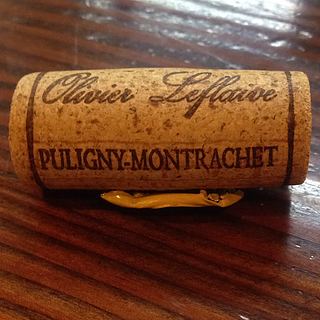 Olivier Leflaive
PULIGNY-MONTRACHET